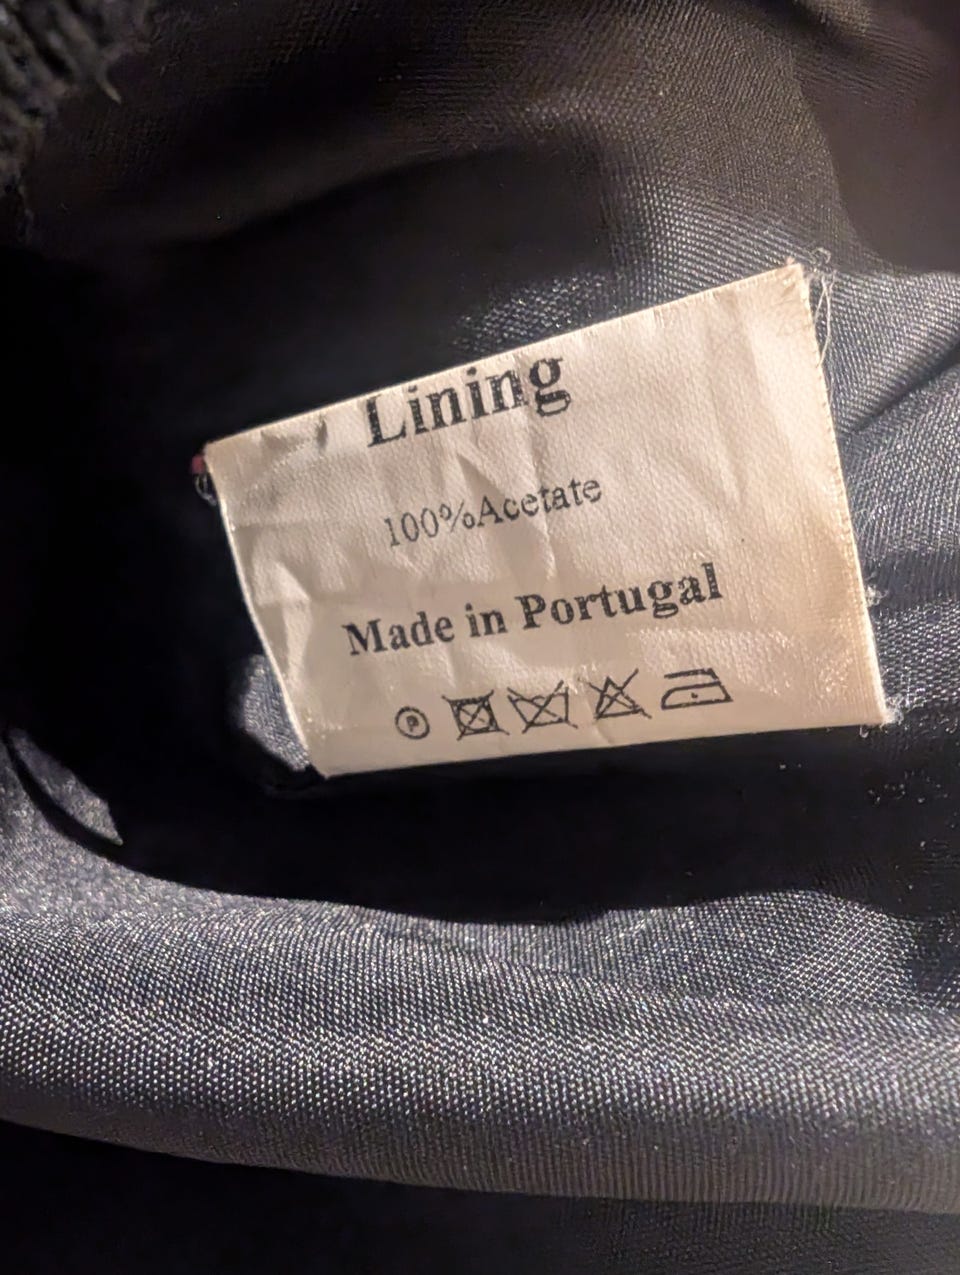 Lining
100%Acetate
Made in Portugal
P